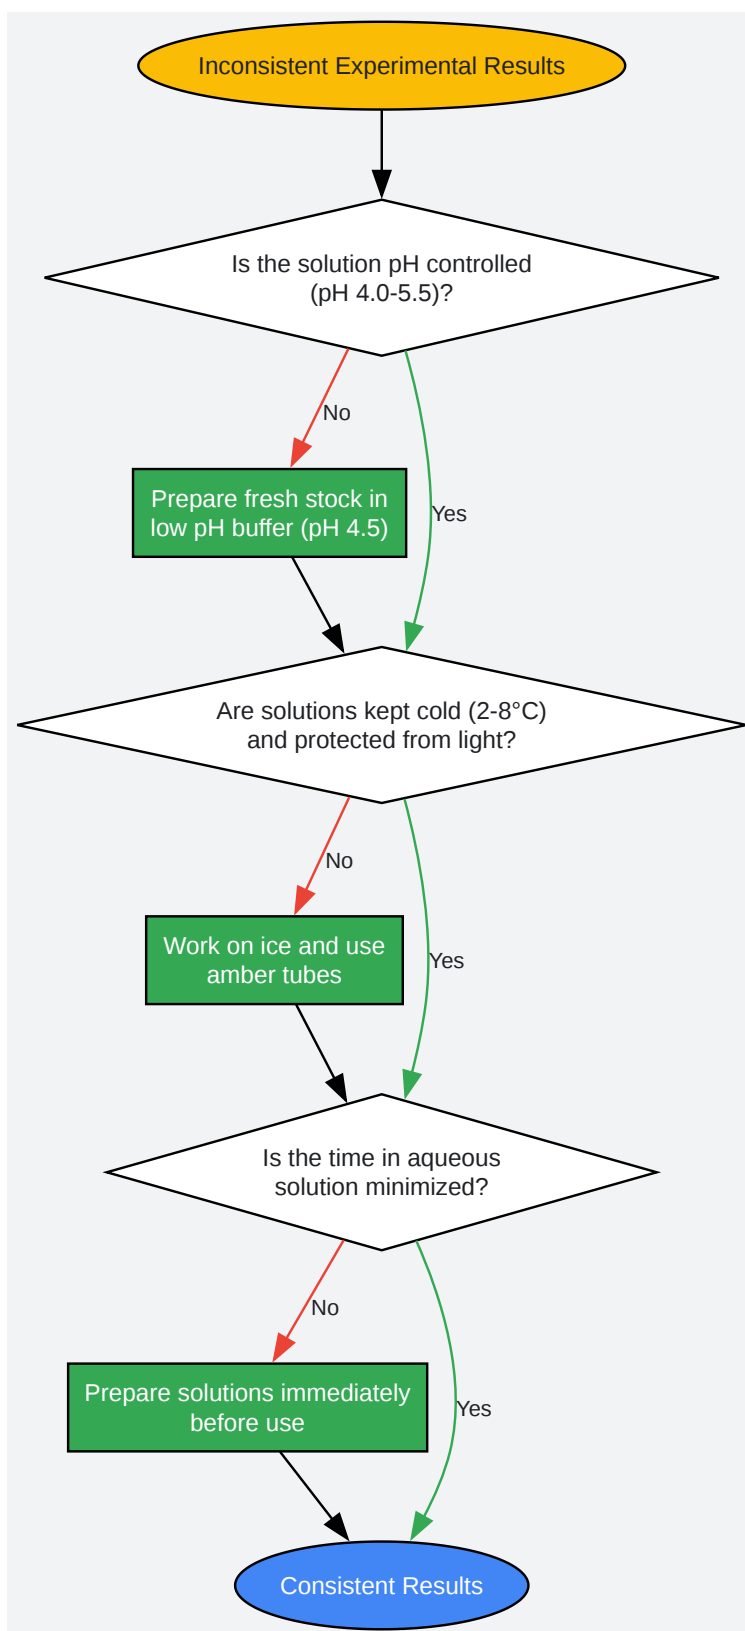 Inconsistent Experimental Results
Is the solution pH controlled
(pH 4.0-5.5)?
No
Prepare fresh stock in
low pH buffer (pH 4.5)
Yes
Are solutions kept cold (2-8°C)
and protected from light?
No
Work on ice and use
amber tubes
Yes
Is the time in aqueous
solution minimized?
No
Prepare solutions immediately
before use
Yes
Consistent Results